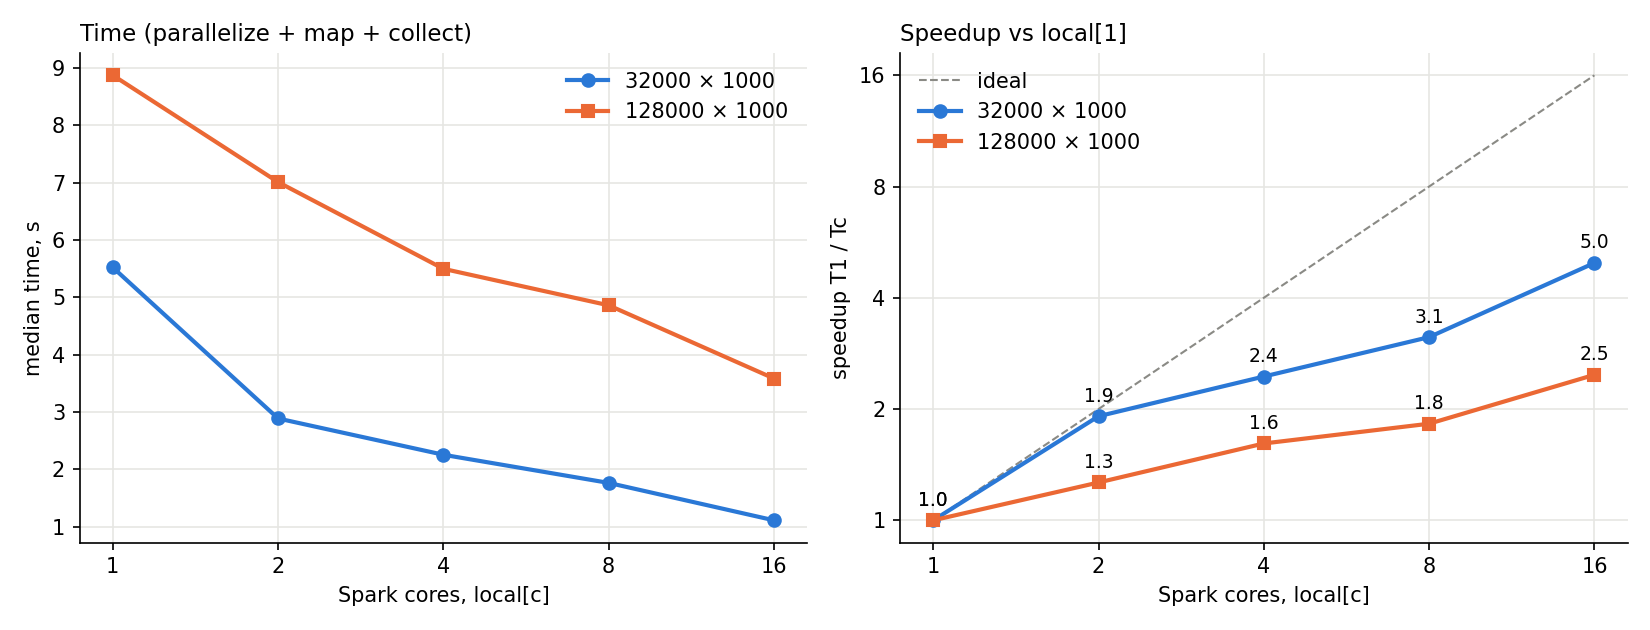 Time (parallelize + map + collect)
9
8
7
6
5
4
3
2
1
median time, s
32000 × 1000
128000 × 1000
1 2 4 8 16
Spark cores, local[c]
Speedup vs local[1]
16
8
4
2
1
speedup T1 / Tc
ideal
32000 × 1000
128000 × 1000
1.0
1.9
2.4
3.1
5.0
1.3
1.6
1.8
2.5
1 2 4 8 16
Spark cores, local[c]